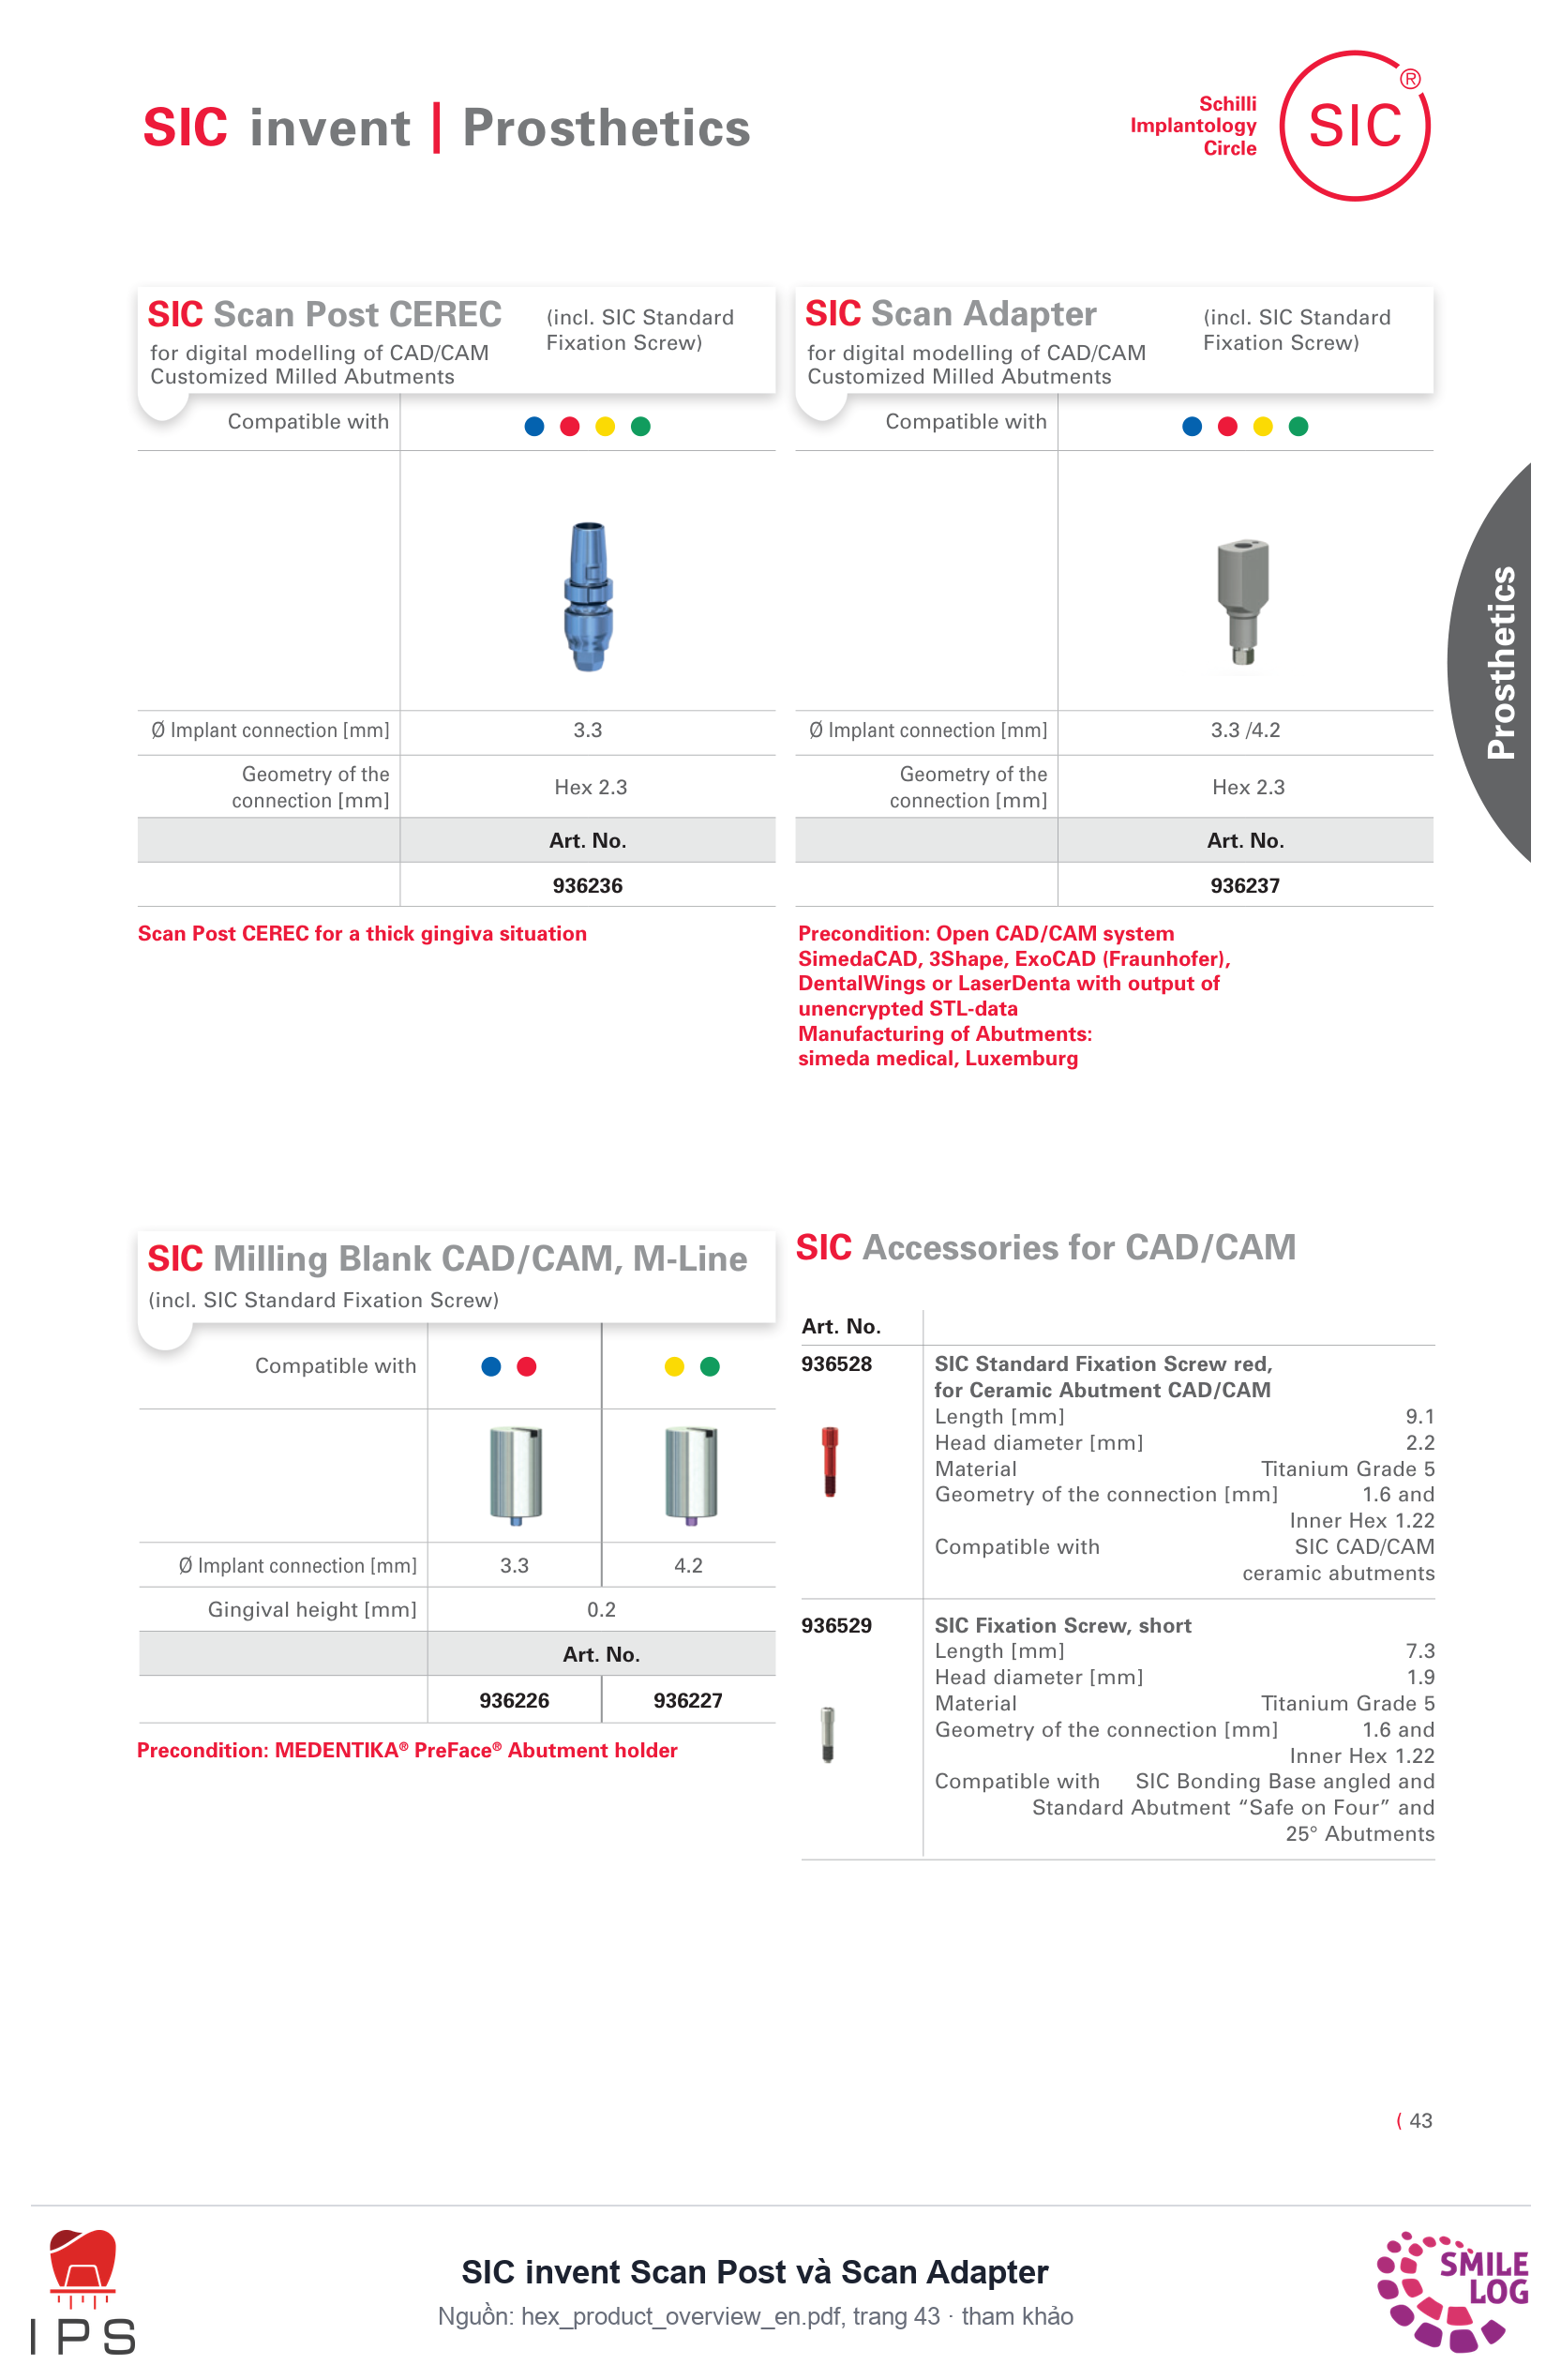 SIC invent | Prosthetics
Schilli
Implantology
Circle
SIC®
SIC Scan Post CEREC
(incl. SIC Standard
Fixation Screw)
for digital modelling of CAD/CAM
Customized Milled Abutments
Compatible with
Ø Implant connection [mm] 3.3
Geometry of the
connection [mm]
Hex 2.3
Art. No.
936236
Scan Post CEREC for a thick gingiva situation
SIC Scan Adapter
(incl. SIC Standard
Fixation Screw)
for digital modelling of CAD/CAM
Customized Milled Abutments
Compatible with
Ø Implant connection [mm] 3.3 /4.2
Geometry of the
connection [mm]
Hex 2.3
Art. No.
936237
Precondition: Open CAD/CAM system
SimedaCAD, 3Shape, ExoCAD (Fraunhofer),
DentalWings or LaserDenta with output of
unencrypted STL-data
Manufacturing of Abutments:
simeda medical, Luxemburg
Prosthetics
SIC Milling Blank CAD/CAM, M-Line
(incl. SIC Standard Fixation Screw)
Compatible with
Ø Implant connection [mm] 3.3 4.2
Gingival height [mm] 0.2
Art. No.
936226 936227
Precondition: MEDENTIKA® PreFace® Abutment holder
SIC Accessories for CAD/CAM
Art. No.
936528 SIC Standard Fixation Screw red,
for Ceramic Abutment CAD/CAM
Length [mm] 9.1
Head diameter [mm] 2.2
Material Titanium Grade 5
Geometry of the connection [mm] 1.6 and
Inner Hex 1.22
Compatible with SIC CAD/CAM
ceramic abutments
936529 SIC Fixation Screw, short
Length [mm] 7.3
Head diameter [mm] 1.9
Material Titanium Grade 5
Geometry of the connection [mm] 1.6 and
Inner Hex 1.22
Compatible with SIC Bonding Base angled and
Standard Abutment “Safe on Four” and
25° Abutments
( 43
IPS
SIC invent Scan Post và Scan Adapter
Nguồn: hex_product_overview_en.pdf, trang 43 · tham khảo
SMILE
LOG